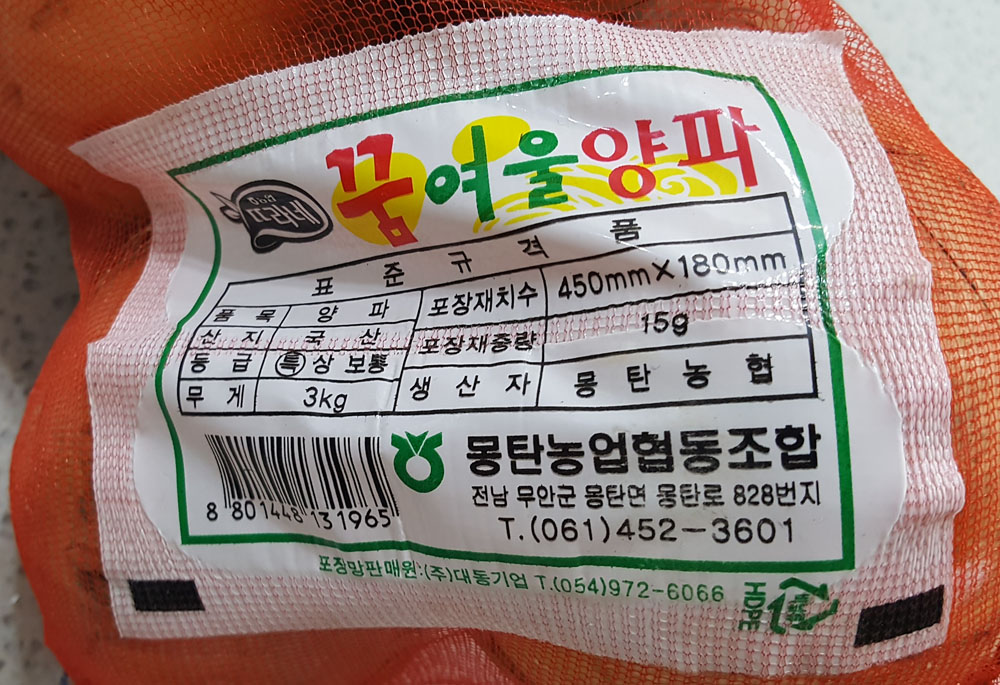 꿈여울양파
뜨라네
표준규격품
품목 양파 포장재치수 450mm×180mm
산지 국산 포장재중량 15g
등급 특 상 보통
무게 3kg 생산자 몽탄농협
몽탄농업협동조합
전남 무안군 몽탄면 몽탄로 828번지
T.(061)452-3601
8 801448 131965
포장망판매원:(주)대동기업 T.(054)972-6066
HDPE